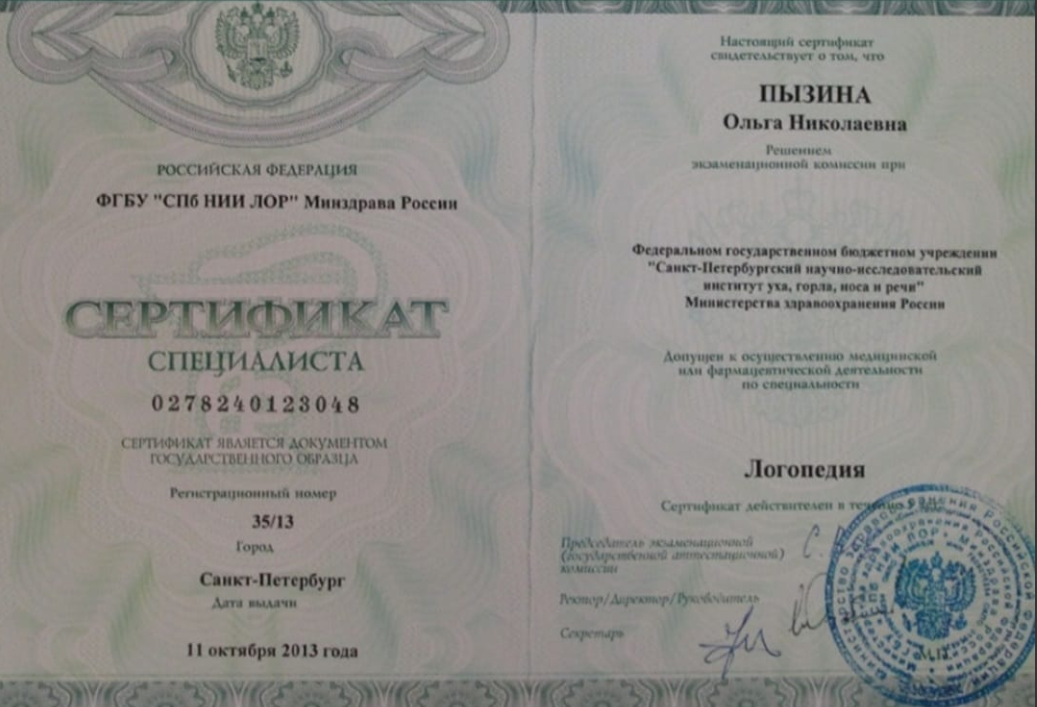 РОССИЙСКАЯ ФЕДЕРАЦИЯ
ФГБУ "СПб НИИ ЛОР" Минздрава России
СЕРТИФИКАТ
СПЕЦИАЛИСТА
0278240123048
СЕРТИФИКАТ ЯВЛЯЕТСЯ ДОКУМЕНТОМ
ГОСУДАРСТВЕННОГО ОБРАЗЦА
Регистрационный номер
35/13
Город
Санкт-Петербург
Дата выдачи
11 октября 2013 года
Настоящий сертификат
свидетельствует о том, что
ПЫЗИНА
Ольга Николаевна
Решением
экзаменационной комиссии при
Федеральном государственном бюджетном учреждении
"Санкт-Петербургский научно-исследовательский
институт уха, горла, носа и речи"
Министерства здравоохранения России
Допущен к осуществлению медицинской
или фармацевтической деятельности
по специальности
Логопедия
Сертификат действителен в течение 5
Председатель экзаменационной
(государственной аттестационной)
комиссии
Ректор/Директор/Руководитель
Секретарь